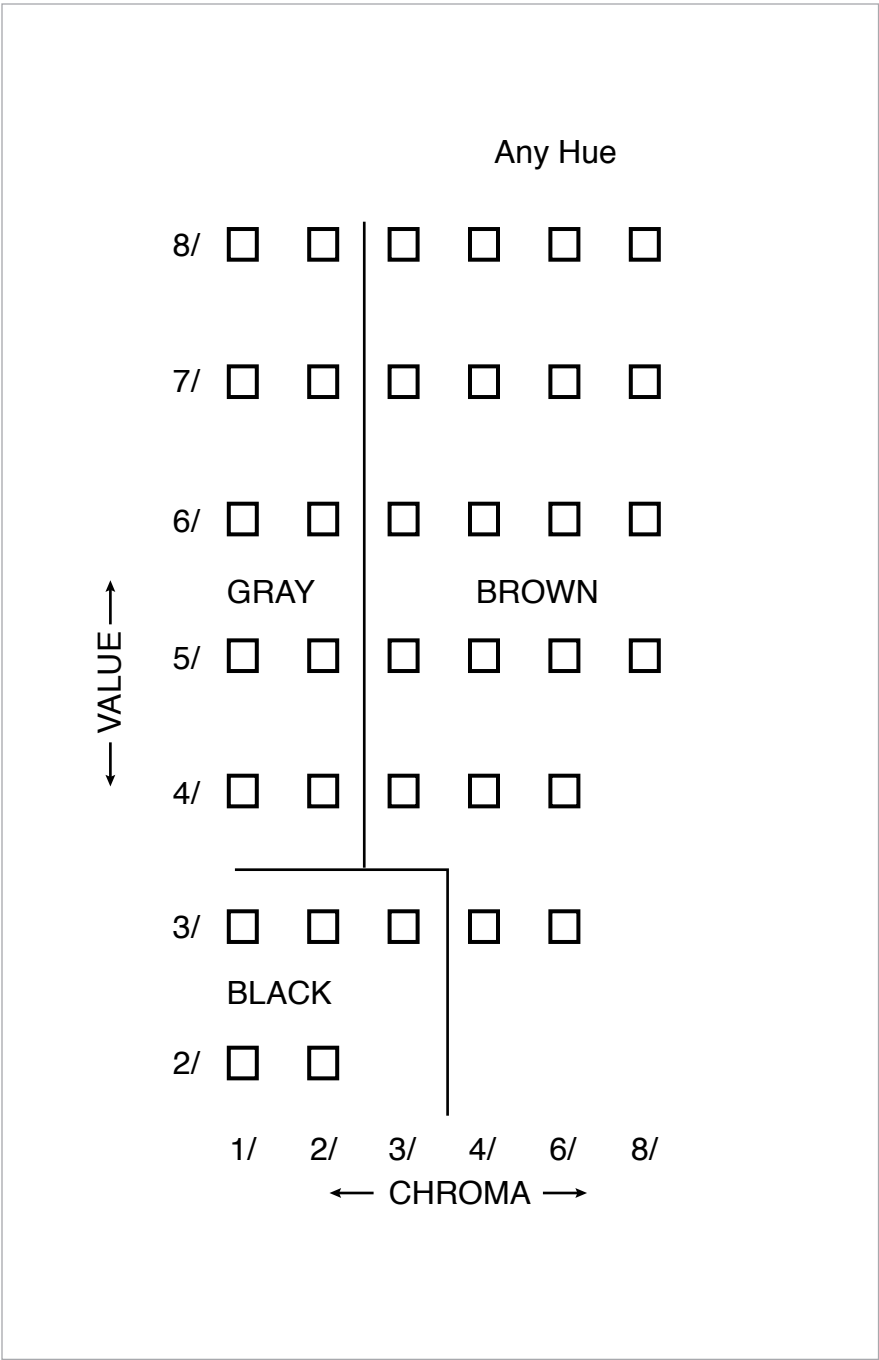 Any Hue
8/
7/
6/
GRAY BROWN
VALUE
5/
4/
3/
BLACK
2/
1/ 2/ 3/ 4/ 6/ 8/
CHROMA